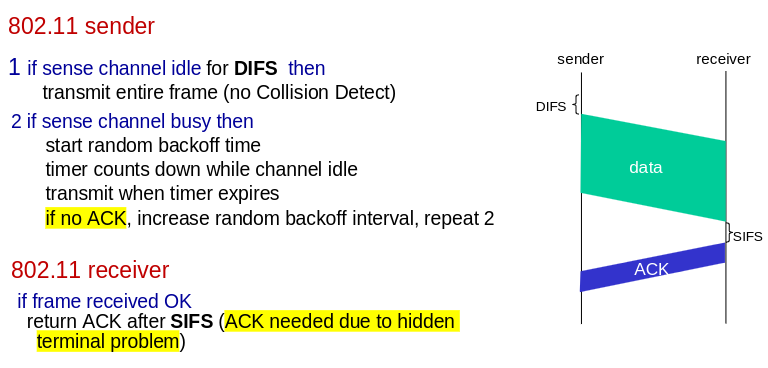 802.11 sender
1 if sense channel idle for DIFS then
transmit entire frame (no Collision Detect)
2 if sense channel busy then
start random backoff time
timer counts down while channel idle
transmit when timer expires
if no ACK, increase random backoff interval, repeat 2
802.11 receiver
if frame received OK
return ACK after SIFS (ACK needed due to hidden
terminal problem)
sender
receiver
DIFS
data
SIFS
ACK